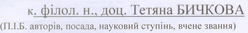 к. філол. н., доц. Тетяна БИЧКОВА
(П.І.Б. авторів, посада, науковий ступінь, вчене звання)